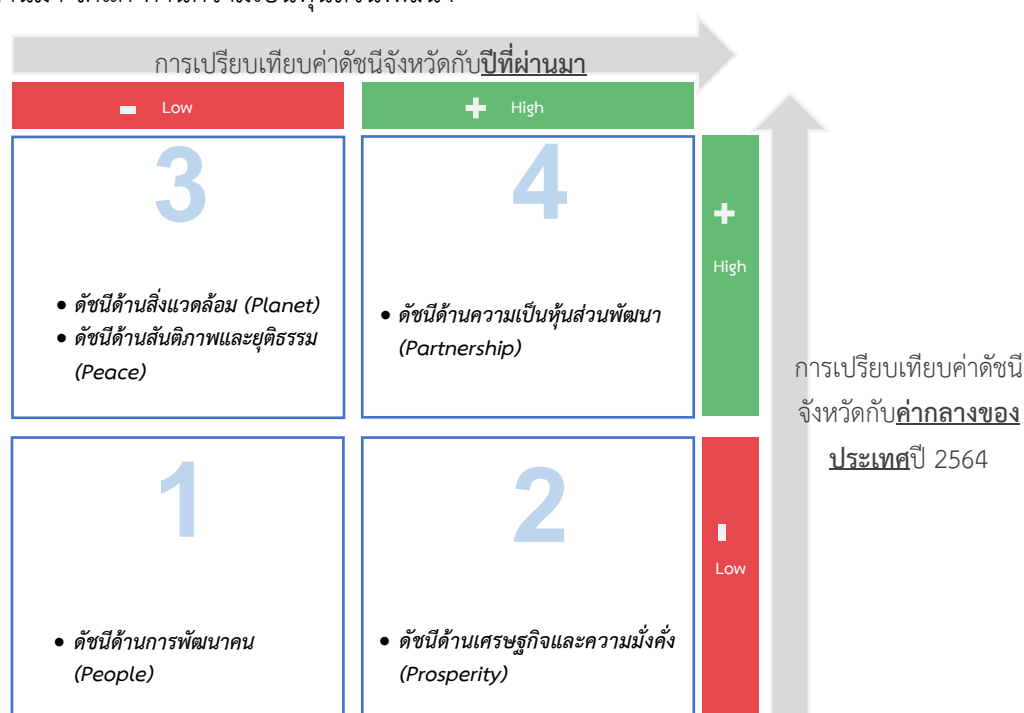 การเปรียบเทียบค่าดัชนีจังหวัดกับปีที่ผ่านมา
- Low
+ High
3
4
+
High
• ดัชนีด้านสิ่งแวดล้อม (Planet)
• ดัชนีด้านสันติภาพและยุติธรรม
(Peace)
• ดัชนีด้านความเป็นหุ้นส่วนพัฒนา
(Partnership)
การเปรียบเทียบค่าดัชนี
จังหวัดกับค่ากลางของ
ประเทศปี 2564
1
2
-
Low
• ดัชนีด้านการพัฒนาคน
(People)
• ดัชนีด้านเศรษฐกิจและความมั่งคั่ง
(Prosperity)